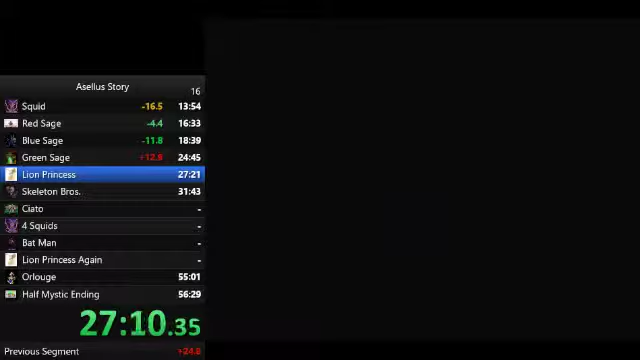 Asellus Story
16
Squid -16.5 13:54
Red Sage -4.4 16:33
Blue Sage -11.8 18:39
Green Sage +12.9 24:45
Lion Princess 27:21
Skeleton Bros. 31:43
Ciato -
4 Squids -
Bat Man -
Lion Princess Again -
Orlouge 55:01
Half Mystic Ending 56:29
27:10.35
Previous Segment +24.8